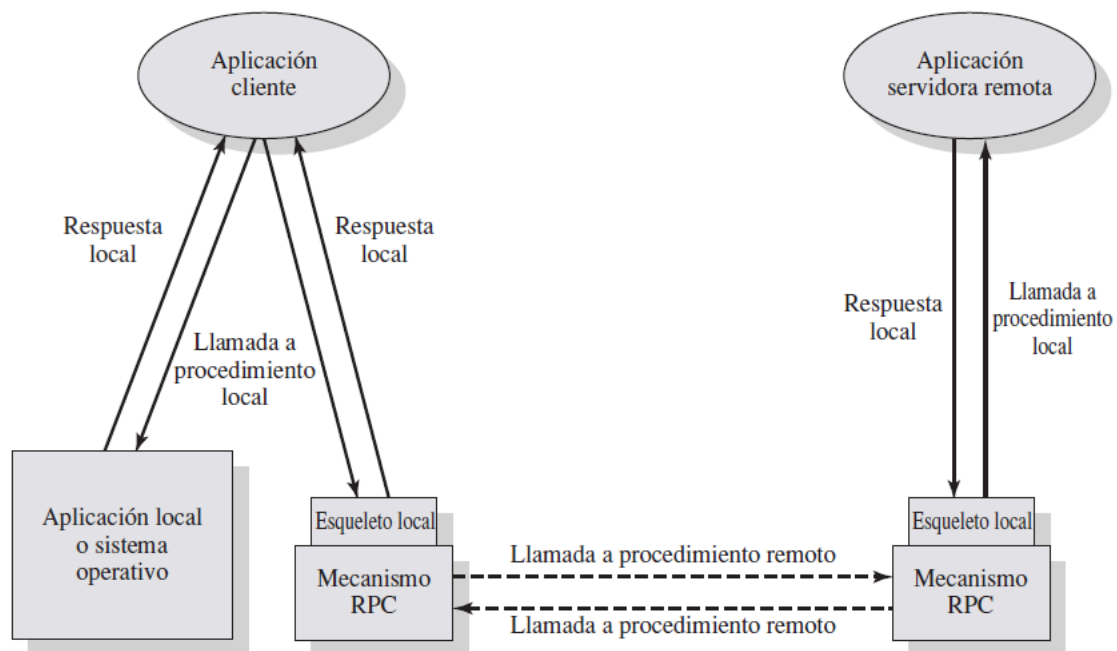 Aplicación
cliente
Aplicación
servidora remota
Respuesta
local
Respuesta
local
Llamada a
procedimiento
local
Respuesta
local
Llamada a
procedimiento
local
Aplicación local
o sistema
operativo
Esqueleto local
Mecanismo
RPC
Llamada a procedimiento remoto
Llamada a procedimiento remoto
Esqueleto local
Mecanismo
RPC